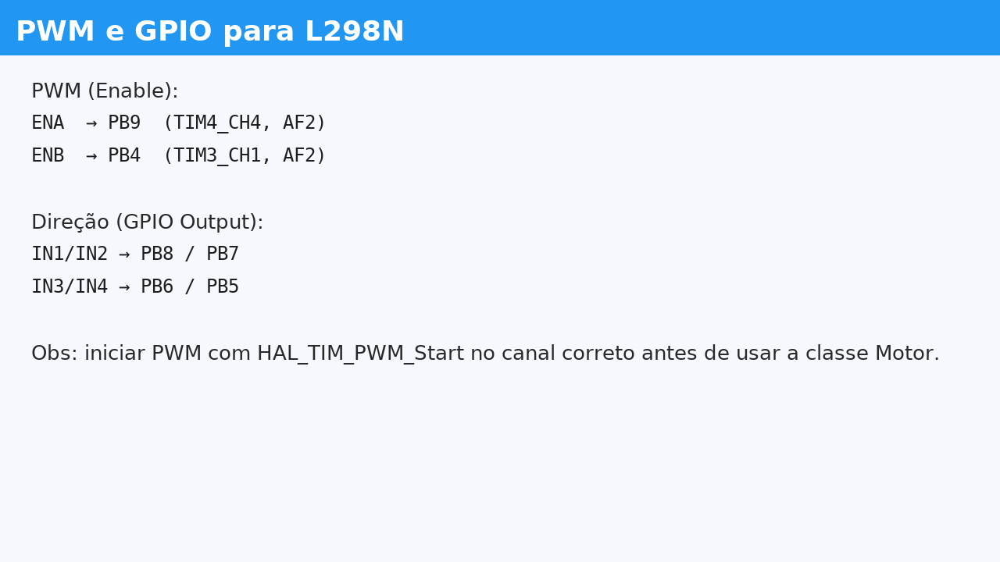 PWM e GPIO para L298N
PWM (Enable):
ENA  → PB9  (TIM4_CH4, AF2)
ENB  → PB4  (TIM3_CH1, AF2)
Direção (GPIO Output):
IN1/IN2 → PB8 / PB7
IN3/IN4 → PB6 / PB5
Obs: iniciar PWM com HAL_TIM_PWM_Start no canal correto antes de usar a classe Motor.